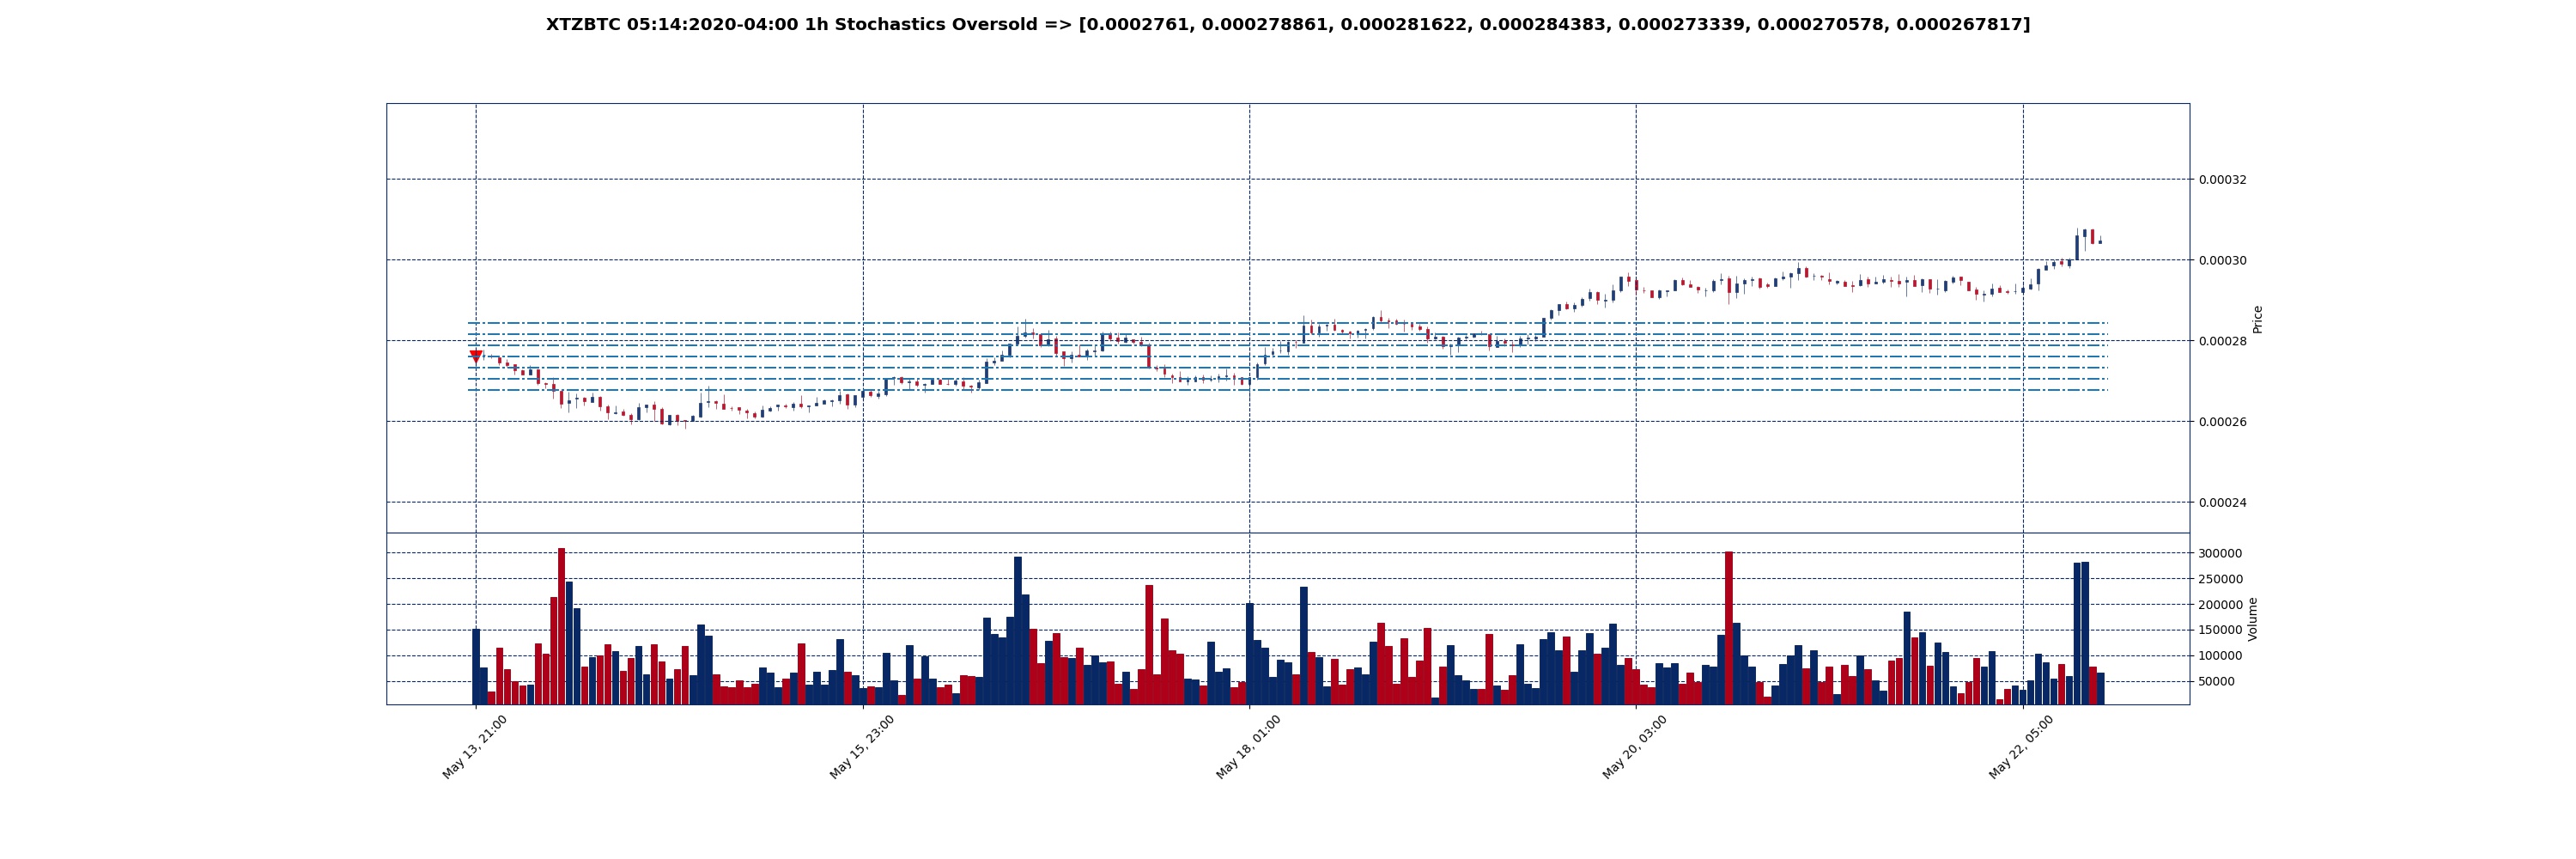 XTZBTC 05:14:2020-04:00 1h Stochastics Oversold => [0.0002761, 0.000278861, 0.000281622, 0.000284383, 0.000273339, 0.000270578, 0.000267817]
0.00032
0.00030
Price
0.00028
0.00026
0.00024
300000
250000
200000
Volume
150000
100000
50000
May 13, 21:00
May 15, 23:00
May 18, 01:00
May 20, 03:00
May 22, 05:00